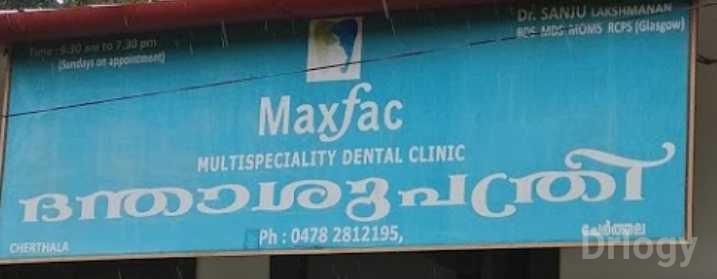 Time : 9.30 am to 7.30 pm
(Sundays on appointment)
Dr. SANJU LAKSHMANAN
BDS MDS MOMS RCPS (Glasgow)
Maxfac
MULTISPECIALITY DENTAL CLINIC
ദന്താശുപത്രി
Ph : 0478 2812195,
CHERTHALA
ചേർത്തല
Drlogy